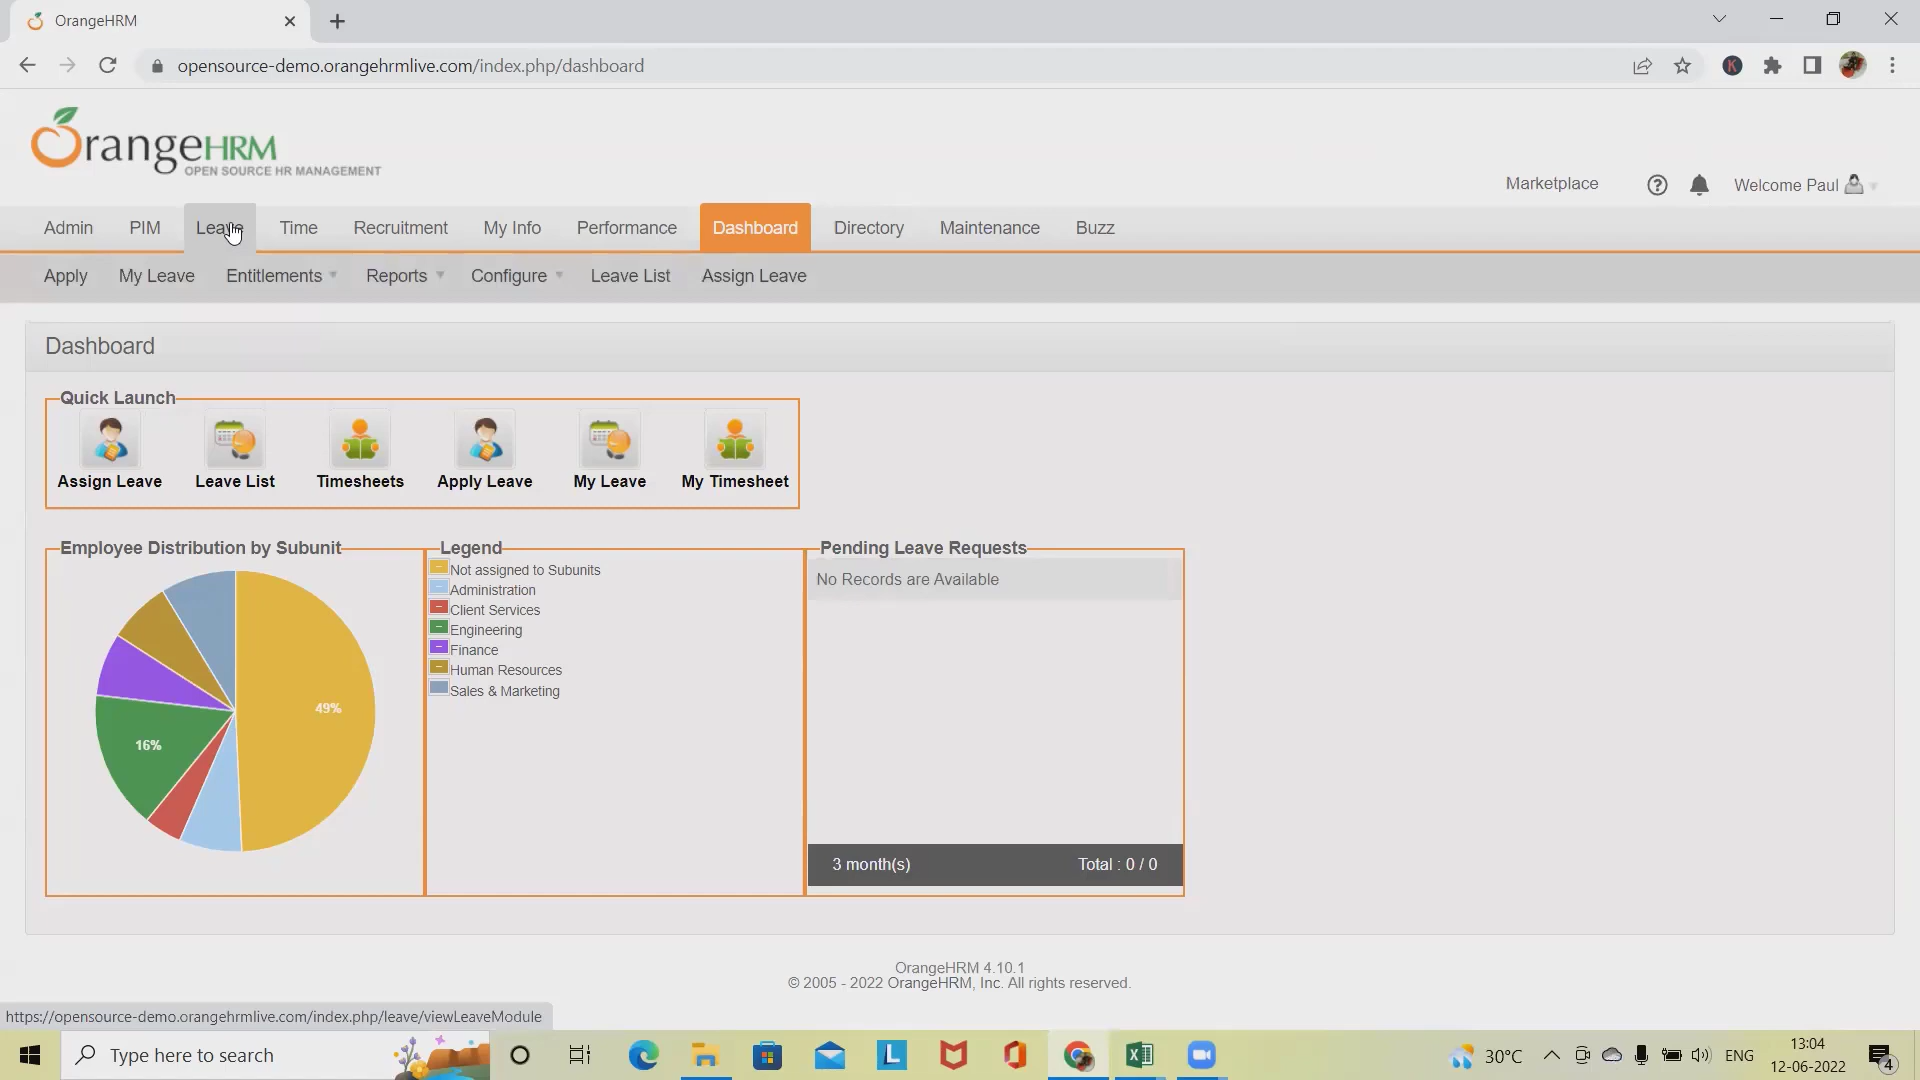 OrangeHRM
opensource-demo.orangehrmlive.com/index.php/dashboard
K
OrangeHRM
OPEN SOURCE HR MANAGEMENT
Marketplace
?
Welcome Paul
Admin PIM Leave Time Recruitment My Info Performance Dashboard Directory Maintenance Buzz
Apply My Leave Entitlements Reports Configure Leave List Assign Leave
Dashboard
Quick Launch
Assign Leave Leave List Timesheets Apply Leave My Leave My Timesheet
Employee Distribution by Subunit
49%
16%
Legend
Not assigned to Subunits
Administration
Client Services
Engineering
Finance
Human Resources
Sales & Marketing
Pending Leave Requests
No Records are Available
3 month(s) Total : 0 / 0
OrangeHRM 4.10.1
© 2005 - 2022 OrangeHRM, Inc. All rights reserved.
https://opensource-demo.orangehrmlive.com/index.php/leave/viewLeaveModule
Type here to search
L
30°C
ENG
13:04
12-06-2022
4